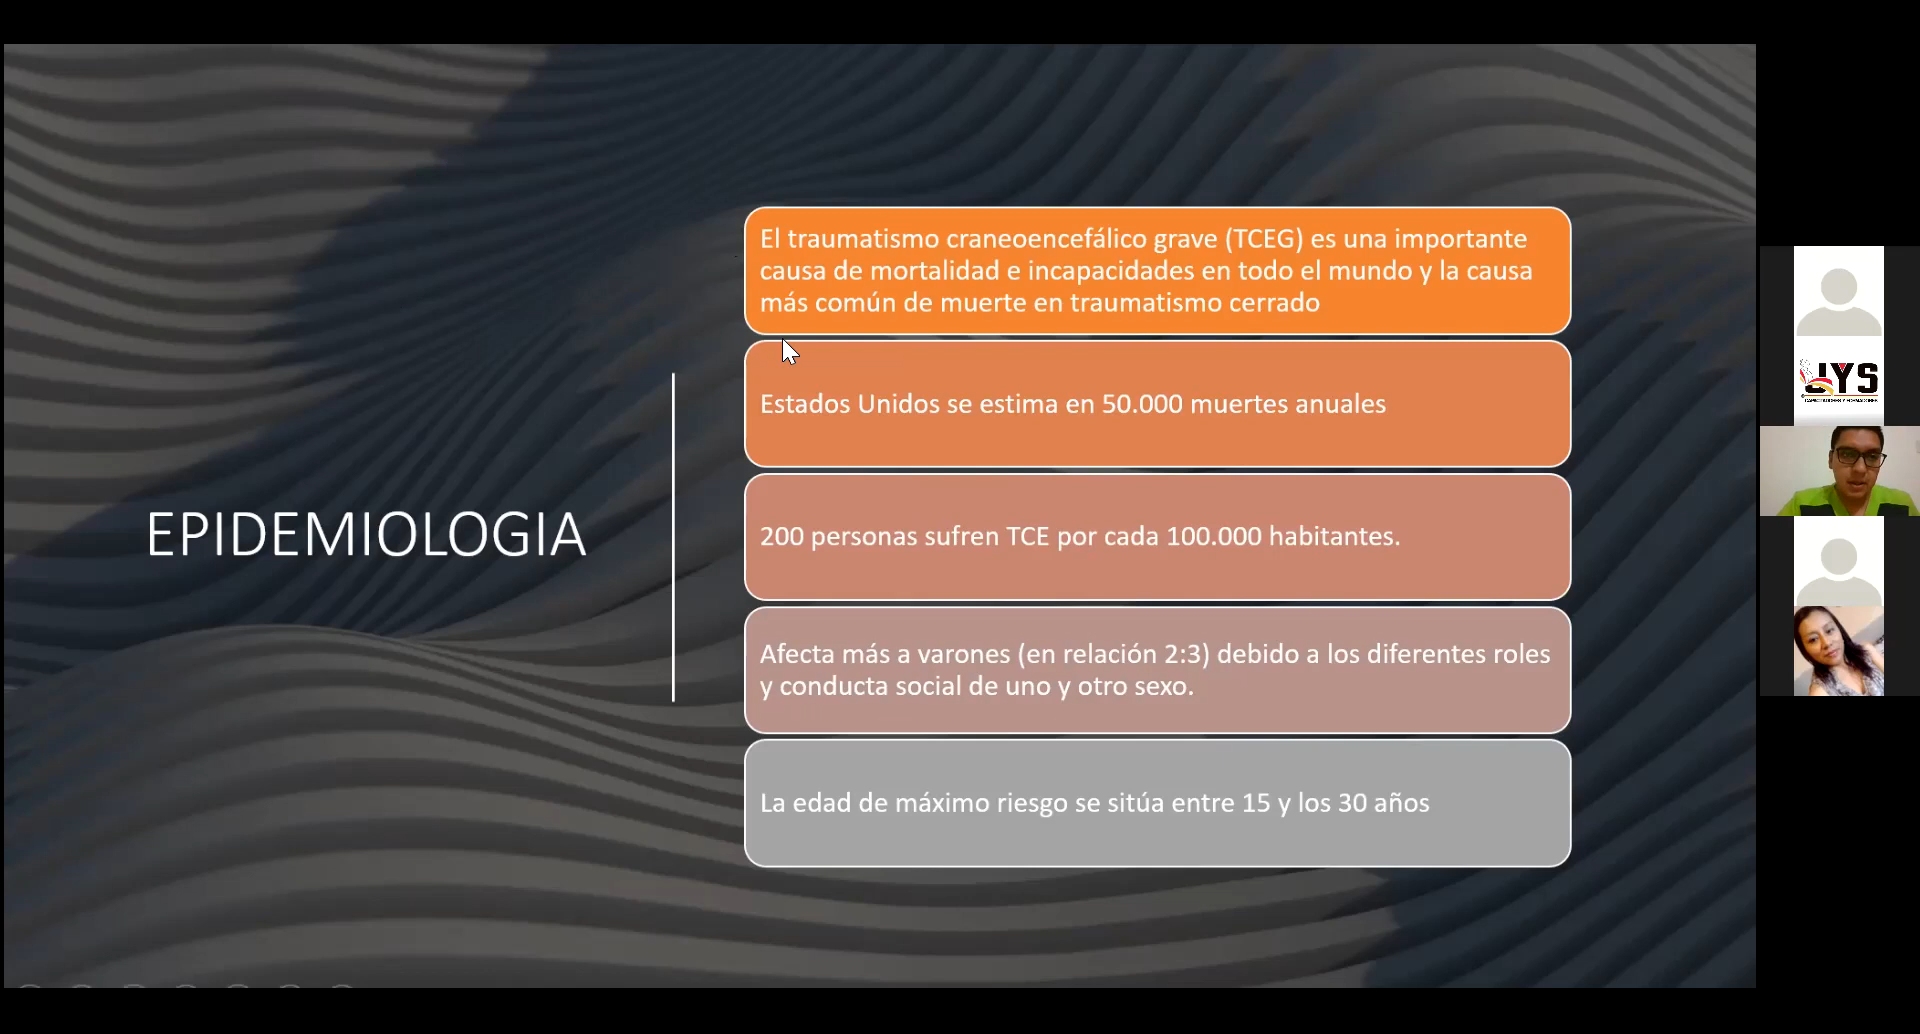 EPIDEMIOLOGIA
El traumatismo craneoencefálico grave (TCEG) es una importante
causa de mortalidad e incapacidades en todo el mundo y la causa
más común de muerte en traumatismo cerrado
Estados Unidos se estima en 50.000 muertes anuales
200 personas sufren TCE por cada 100.000 habitantes.
Afecta más a varones (en relación 2:3) debido a los diferentes roles
y conducta social de uno y otro sexo.
La edad de máximo riesgo se sitúa entre 15 y los 30 años
JYS
CAPACITADORES Y FORMADORES